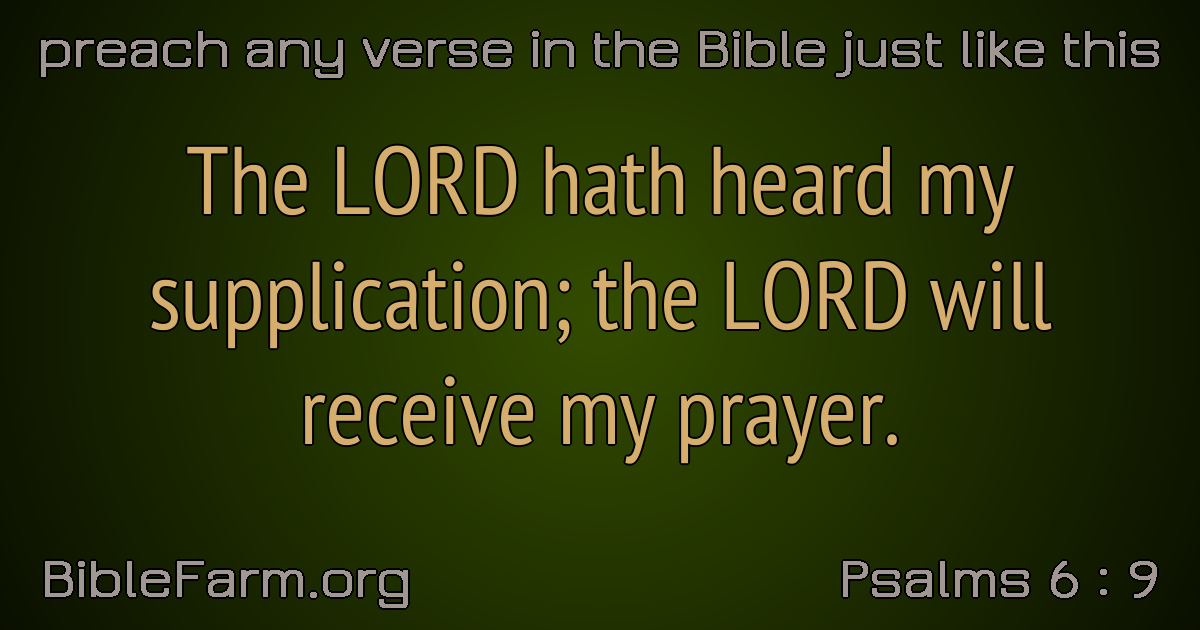 preach any verse in the Bible just like this
The LORD hath heard my
supplication; the LORD will
receive my prayer.
BibleFarm.org
Psalms 6 : 9